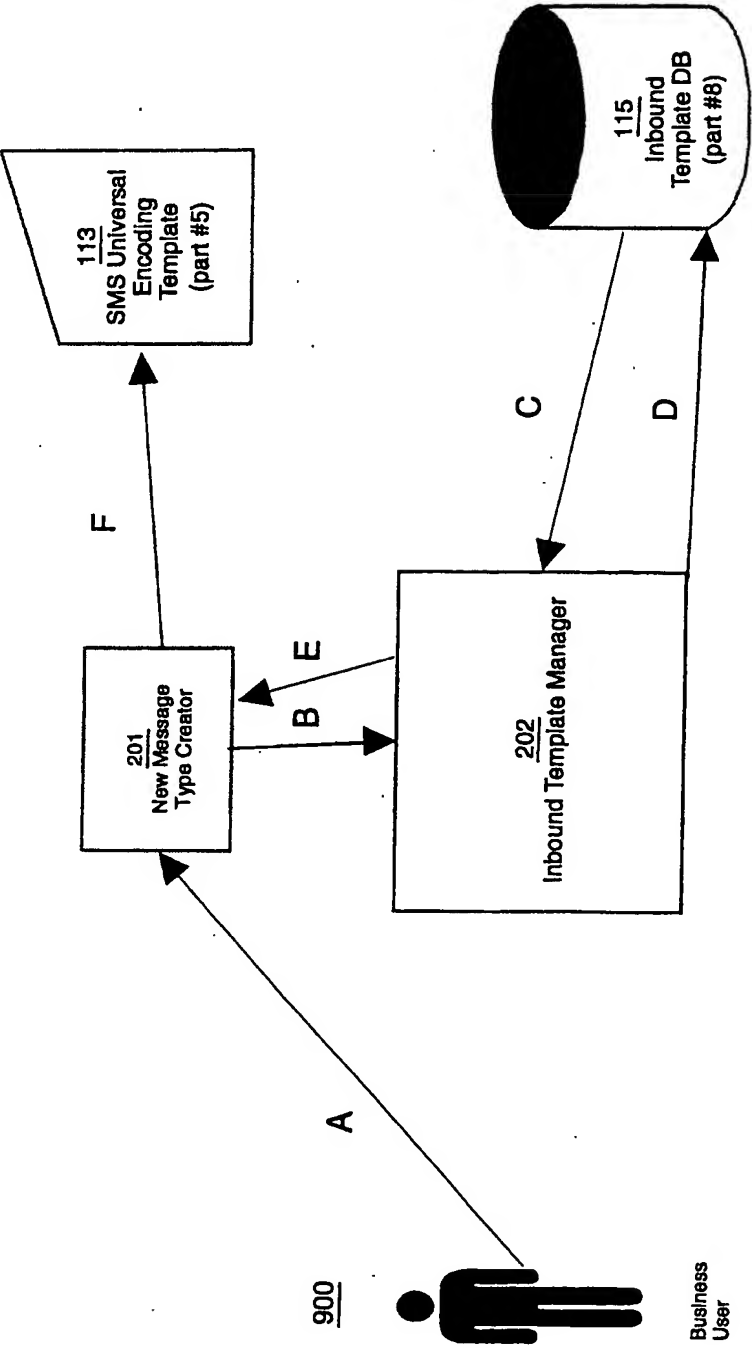 113
SMS Universal
Encoding
Template
(part #5)
F
201
New Message
Type Creator
E
B
A
900
Business
User
202
Inbound Template Manager
C
D
115
Inbound
Template DB
(part #8)